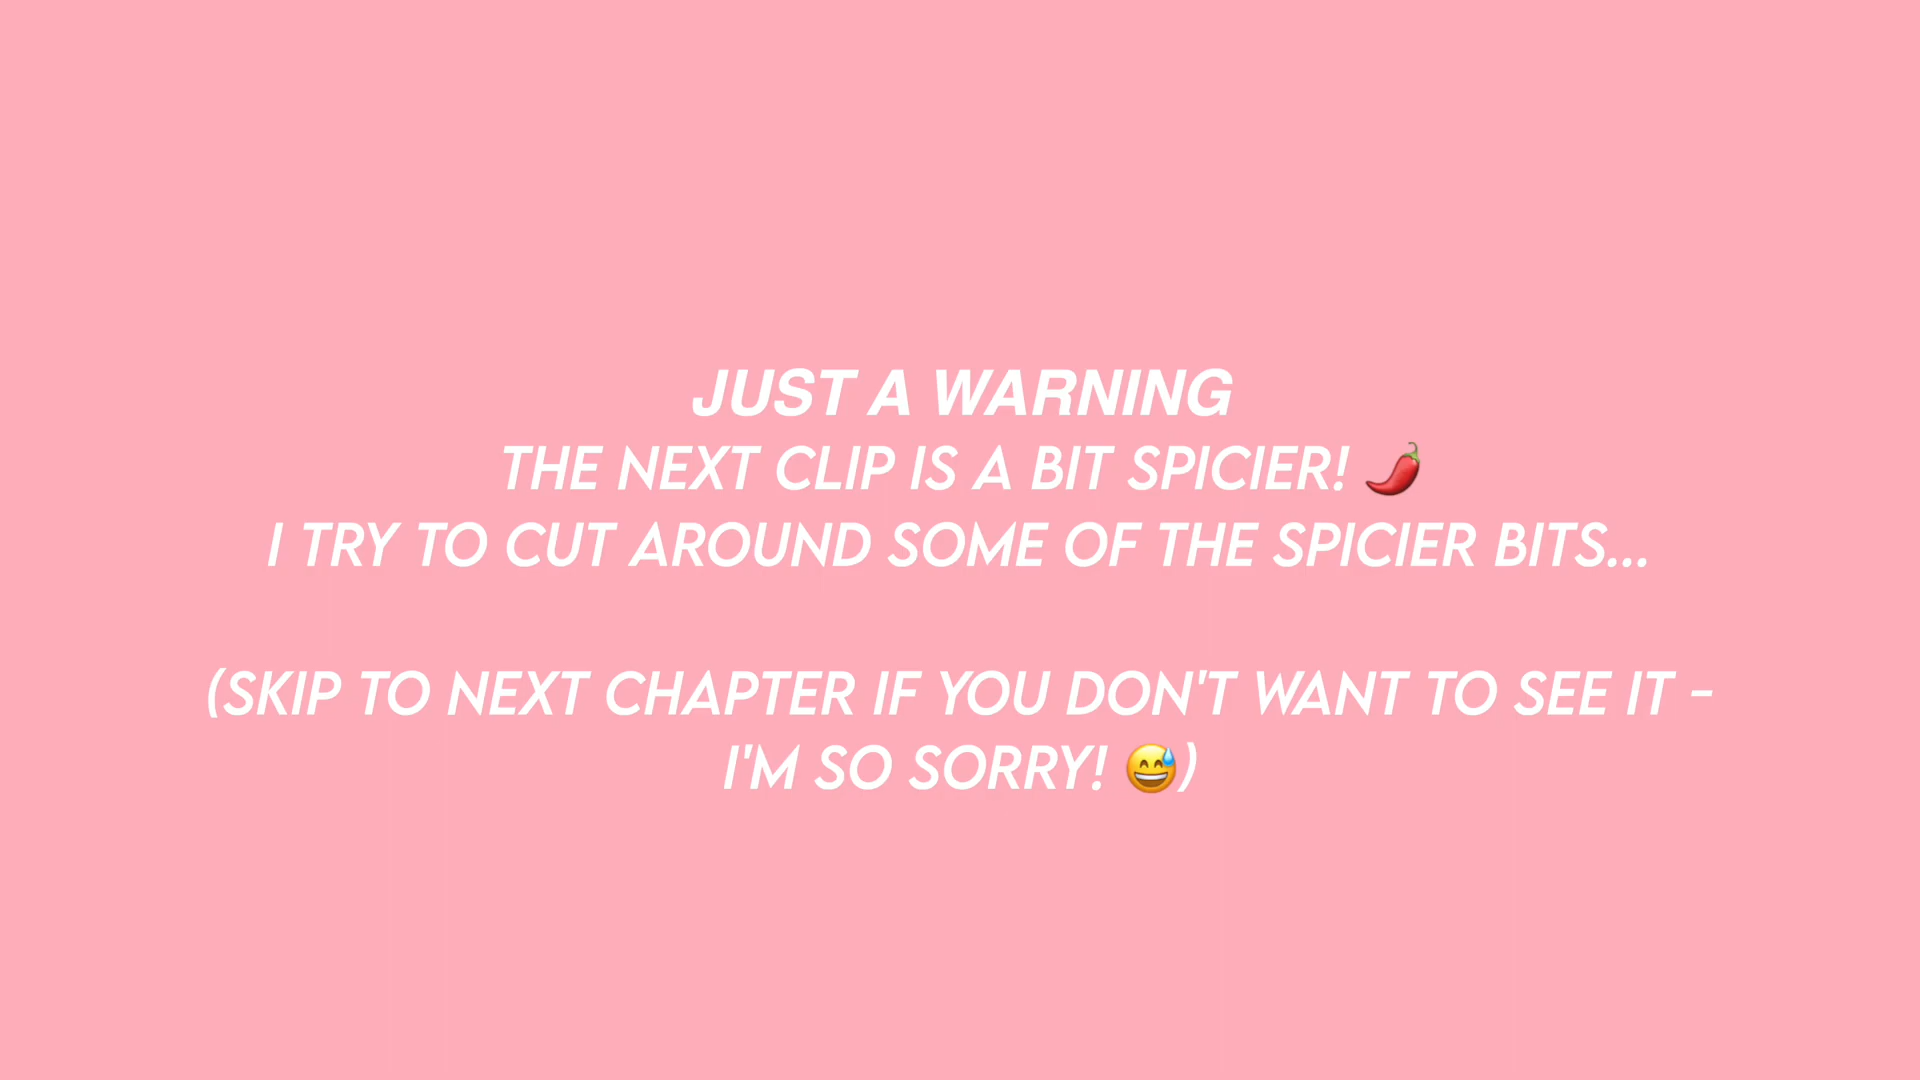 JUST A WARNING
THE NEXT CLIP IS A BIT SPICIER! 🌶️
I TRY TO CUT AROUND SOME OF THE SPICIER BITS...
(SKIP TO NEXT CHAPTER IF YOU DON'T WANT TO SEE IT -
I'M SO SORRY! 😅)